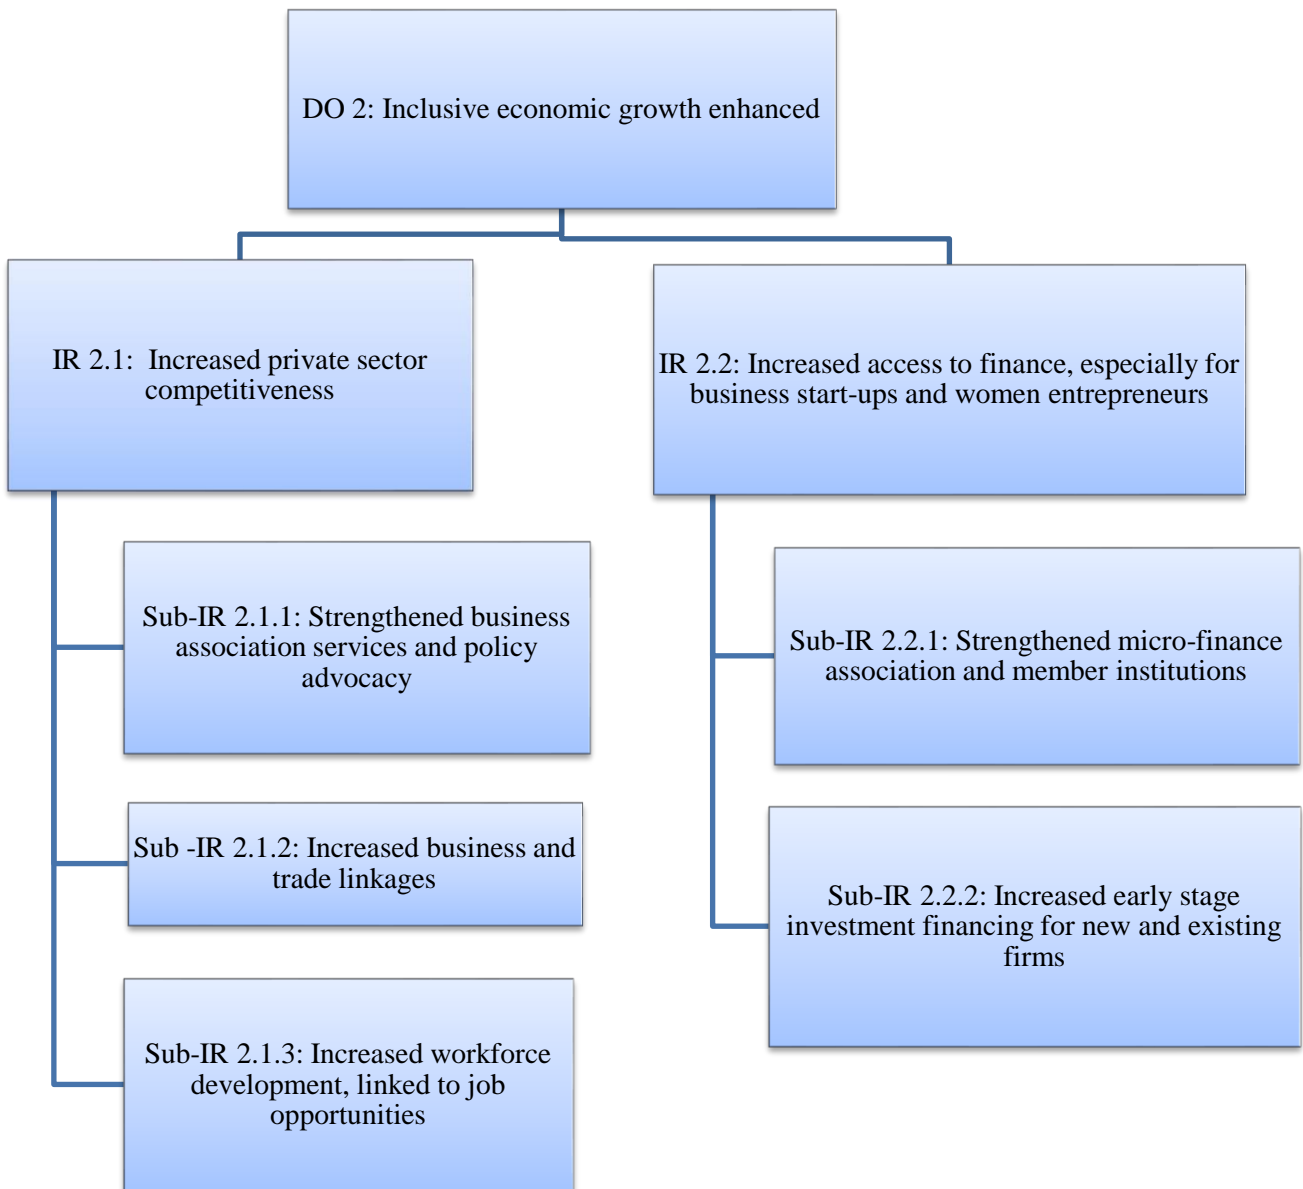 DO 2: Inclusive economic growth enhanced
IR 2.1:  Increased private sector
competitiveness
Sub-IR 2.1.1: Strengthened business
association services and policy
advocacy
Sub -IR 2.1.2: Increased business and
trade linkages
Sub-IR 2.1.3: Increased workforce
development, linked to job
opportunities
IR 2.2: Increased access to finance, especially for
business start-ups and women entrepreneurs
Sub-IR 2.2.1: Strengthened micro-finance
association and member institutions
Sub-IR 2.2.2: Increased early stage
investment financing for new and existing
firms